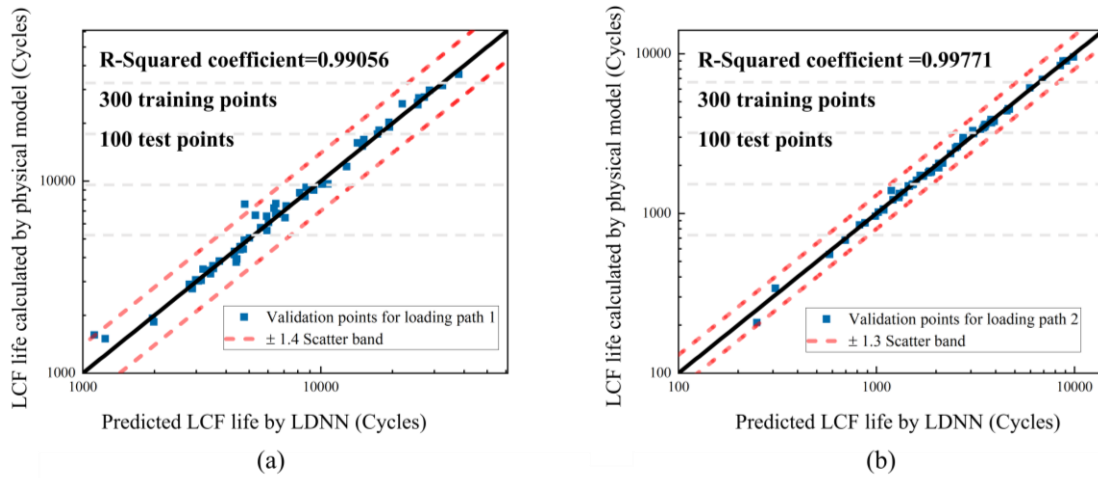 LCF life calculated by physical model (Cycles)
R-Squared coefficient=0.99056
300 training points
100 test points
10000
1000
Validation points for loading path 1
± 1.4 Scatter band
1000
10000
Predicted LCF life by LDNN (Cycles)
(a)
LCF life calculated by physical model (Cycles)
R-Squared coefficient =0.99771
300 training points
100 test points
10000
1000
100
Validation points for loading path 2
± 1.3 Scatter band
100
1000
10000
Predicted LCF life by LDNN (Cycles)
(b)